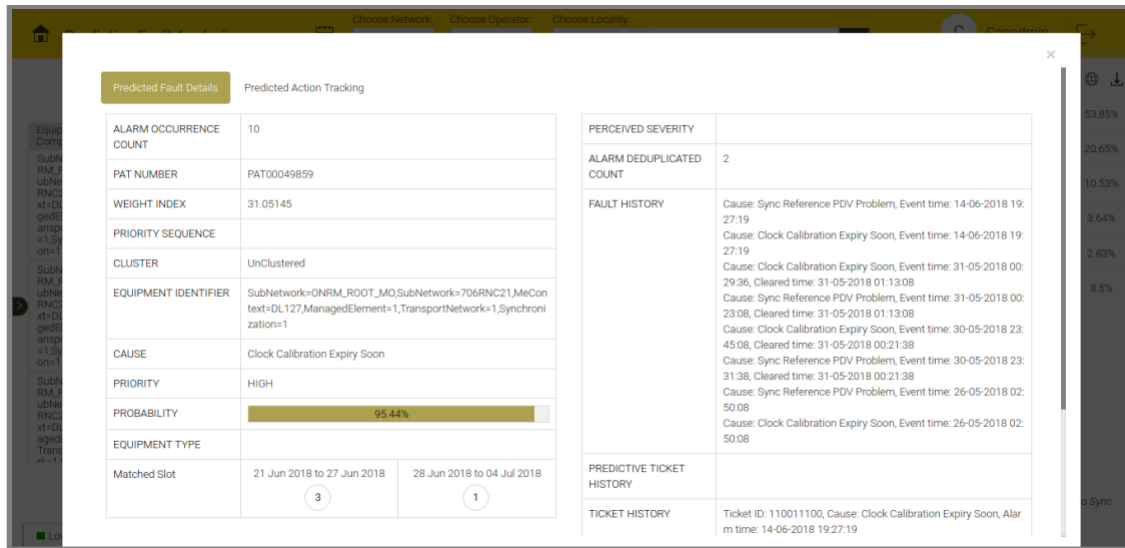 Choose Network:
Choose Operator:
Choose Locality:
Predicted Fault Details
Predicted Action Tracking
×
ALARM OCCURRENCE
COUNT
10
PAT NUMBER
PAT00049859
WEIGHT INDEX
31.05145
PRIORITY SEQUENCE
CLUSTER
UnClustered
EQUIPMENT IDENTIFIER
SubNetwork=ONRM_ROOT_MO,SubNetwork=706RNC21,MeCon
text=DL127,ManagedElement=1,TransportNetwork=1,Synchroni
zation=1
CAUSE
Clock Calibration Expiry Soon
PRIORITY
HIGH
PROBABILITY
95.44%
EQUIPMENT TYPE
Matched Slot
21 Jun 2018 to 27 Jun 2018
3
28 Jun 2018 to 04 Jul 2018
1
PERCEIVED SEVERITY
ALARM DEDUPLICATED
COUNT
2
FAULT HISTORY
Cause: Sync Reference PDV Problem, Event time: 14-06-2018 19:
27:19
Cause: Clock Calibration Expiry Soon, Event time: 14-06-2018 19:
27:19
Cause: Clock Calibration Expiry Soon, Event time: 31-05-2018 00:
29:36, Cleared time: 31-05-2018 01:13:08
Cause: Sync Reference PDV Problem, Event time: 31-05-2018 00:
23:08, Cleared time: 31-05-2018 01:13:08
Cause: Clock Calibration Expiry Soon, Event time: 30-05-2018 23:
45:08, Cleared time: 31-05-2018 00:21:38
Cause: Sync Reference PDV Problem, Event time: 30-05-2018 23:
31:38, Cleared time: 31-05-2018 00:21:38
Cause: Sync Reference PDV Problem, Event time: 26-05-2018 02:
50:08
Cause: Clock Calibration Expiry Soon, Event time: 26-05-2018 02:
50:08
PREDICTIVE TICKET
HISTORY
TICKET HISTORY
Ticket ID: 110011100, Cause: Clock Calibration Expiry Soon, Alar
m time: 14-06-2018 19:27:19
53.85%
20.65%
10.53%
3.64%
2.83%
8.5%
Sync